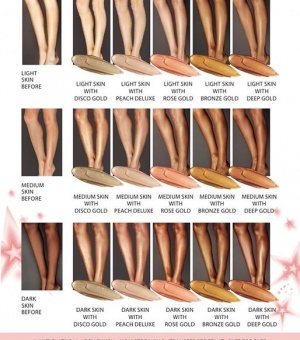 LIGHT
SKIN
BEFORE
LIGHT SKIN
WITH
DISCO GOLD
LIGHT SKIN
WITH
PEACH DELUXE
LIGHT SKIN
WITH
ROSE GOLD
LIGHT SKIN
WITH
BRONZE GOLD
LIGHT SKIN
WITH
DEEP GOLD
MEDIUM
SKIN
BEFORE
MEDIUM SKIN
WITH
DISCO GOLD
MEDIUM SKIN
WITH
PEACH DELUXE
MEDIUM SKIN
WITH
ROSE GOLD
MEDIUM SKIN
WITH
BRONZE GOLD
MEDIUM SKIN
WITH
DEEP GOLD
DARK
SKIN
BEFORE
DARK SKIN
WITH
DISCO GOLD
DARK SKIN
WITH
PEACH DELUXE
DARK SKIN
WITH
ROSE GOLD
DARK SKIN
WITH
BRONZE GOLD
DARK SKIN
WITH
DEEP GOLD